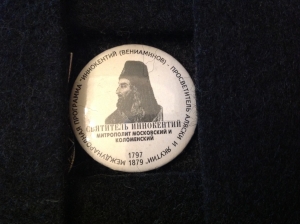 МЕЖДУНАРОДНАЯ ПРОГРАММА "ИННОКЕНТИЙ (ВЕНИАМИНОВ) - ПРОСВЕТИТЕЛЬ АЛЯСКИ И ЯКУТИИ"
СВЯТИТЕЛЬ ИННОКЕНТИЙ
МИТРОПОЛИТ МОСКОВСКИЙ И
КОЛОМЕНСКИЙ
1797
1879